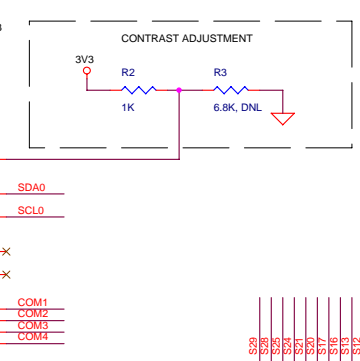 CONTRAST ADJUSTMENT
3V3
R2
R3
1K
6.8K, DNL
SDA0
SCL0
COM1
COM2
COM3
COM4
S29
S28
S25
S24
S21
S20
S17
S16
S13
S12